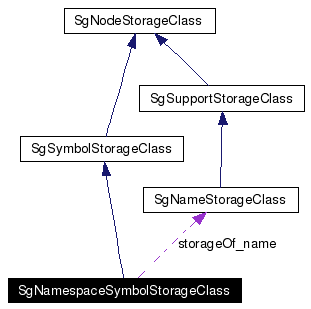 SgNodeStorageClass
SgSupportStorageClass
SgSymbolStorageClass
SgNameStorageClass
storageOf_name
SgNamespaceSymbolStorageClass